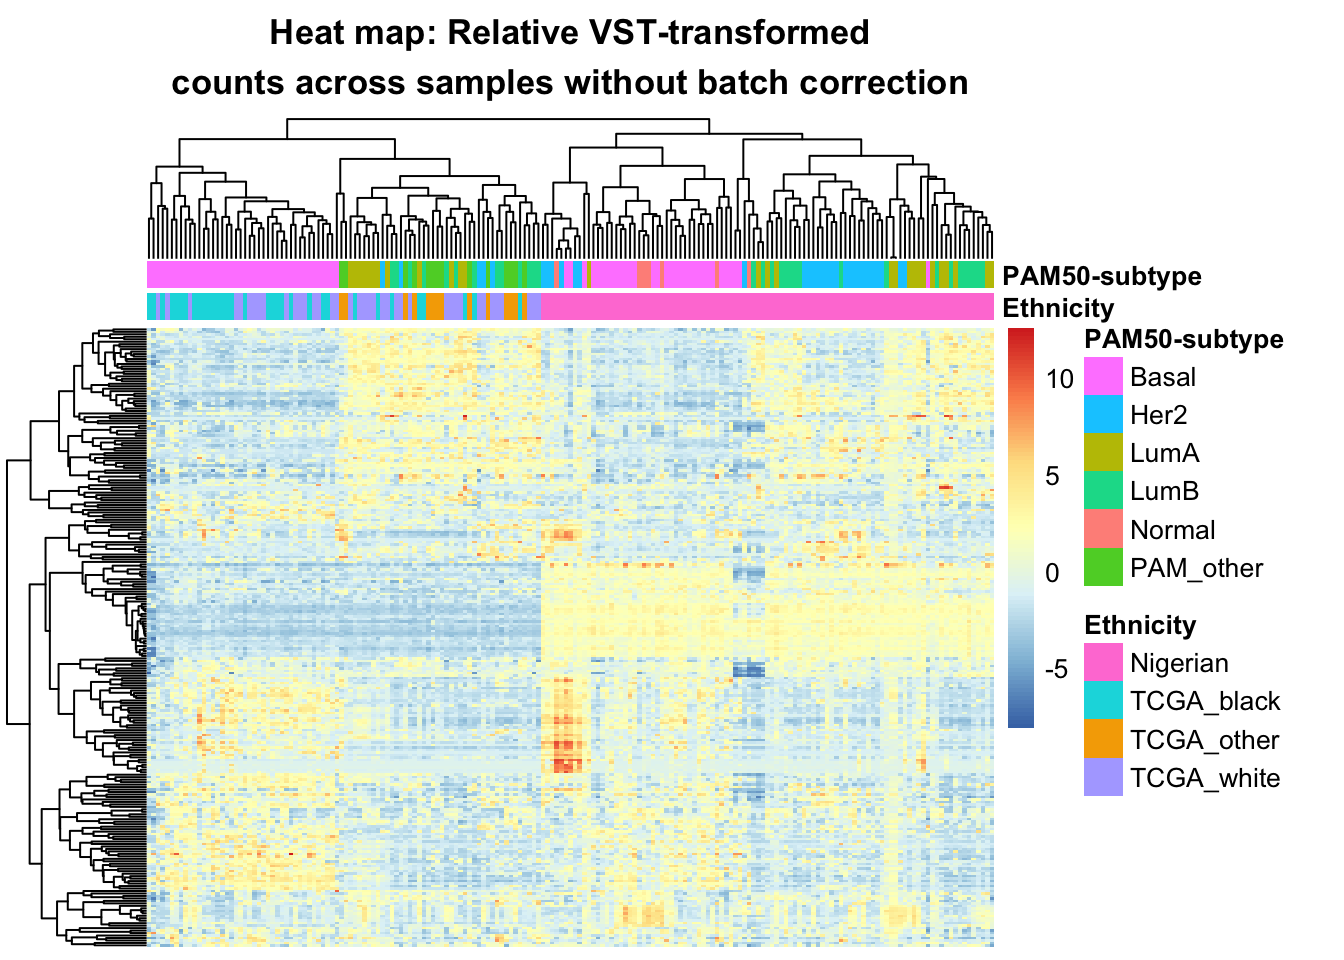 Heat map: Relative VST-transformed
counts across samples without batch correction
PAM50-subtype
Ethnicity
10
5
0
-5
PAM50-subtype
Basal
Her2
LumA
LumB
Normal
PAM_other
Ethnicity
Nigerian
TCGA_black
TCGA_other
TCGA_white